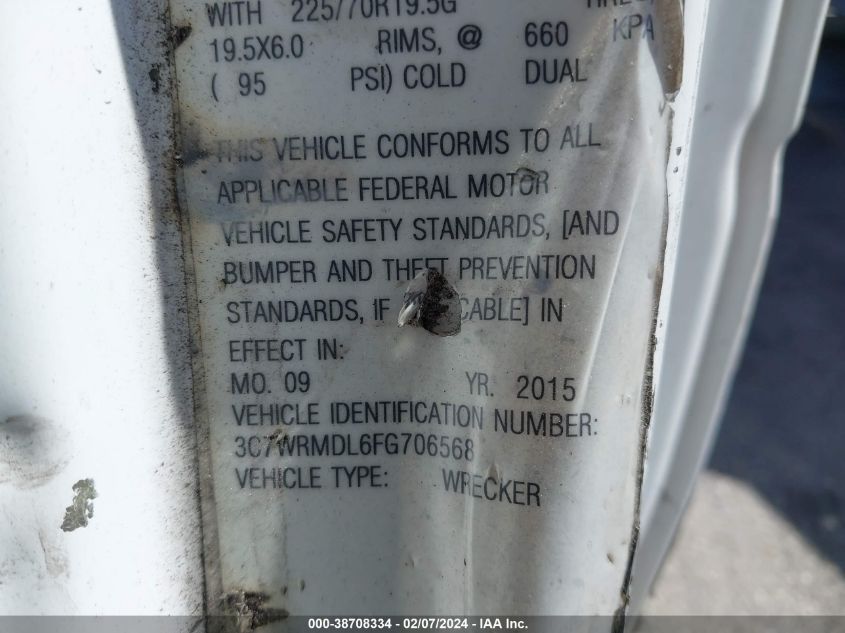 WITH 225/70R19.5G
19.5X6.0 RIMS, @ 660 KPA
( 95 PSI) COLD DUAL
THIS VEHICLE CONFORMS TO ALL
APPLICABLE FEDERAL MOTOR
VEHICLE SAFETY STANDARDS, [AND
BUMPER AND THEFT PREVENTION
STANDARDS, IF CABLE] IN
EFFECT IN:
MO. 09 YR. 2015
VEHICLE IDENTIFICATION NUMBER:
3C7WRMDL6FG706568
VEHICLE TYPE: WRECKER
000-38708334 / 02/07/2024 - IAA Inc.